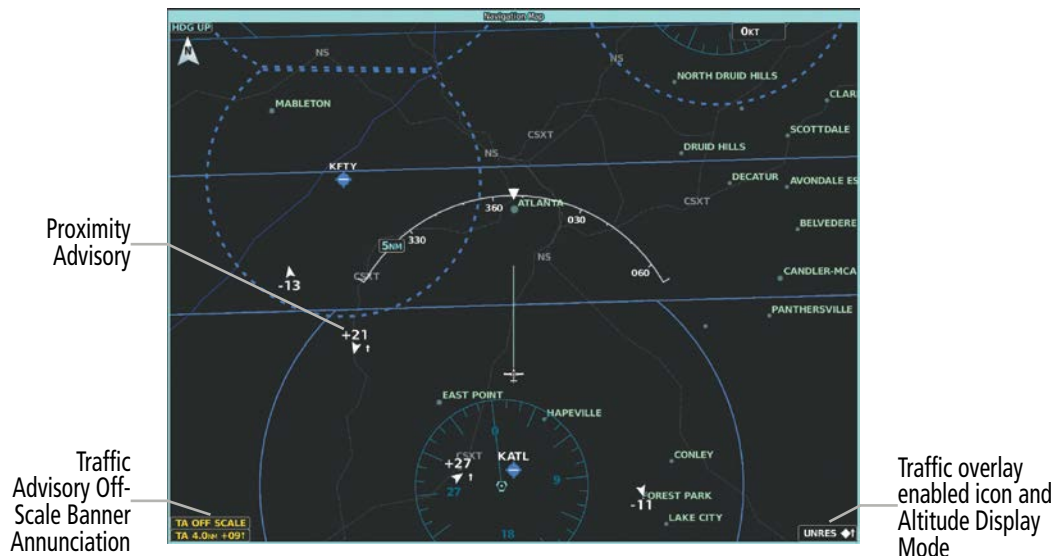 Navigation Map
HDG UP
N
0KT
NS
NS
NORTH DRUID HILLS
MABLETON
CLAR
SCOTTDALE
CSXT
DRUID HILLS
NS
KFTY
DECATUR
AVONDALE ES
CSXT
360
ATLANTA
030
BELVEDERE
Proximity
Advisory
5NM
330
NS
060
CSXT
CANDLER-MCA
-13
PANTHERSVILLE
+21
EAST POINT
HAPEVILLE
0
CSXT
KATL
+27
CONLEY
27
9
-11
FOREST PARK
LAKE CITY
18
Traffic
Advisory Off-
Scale Banner
Annunciation
TA OFF SCALE
TA 4.0NM +09↑
UNRES ◆↑
Traffic overlay
enabled icon and
Altitude Display
Mode